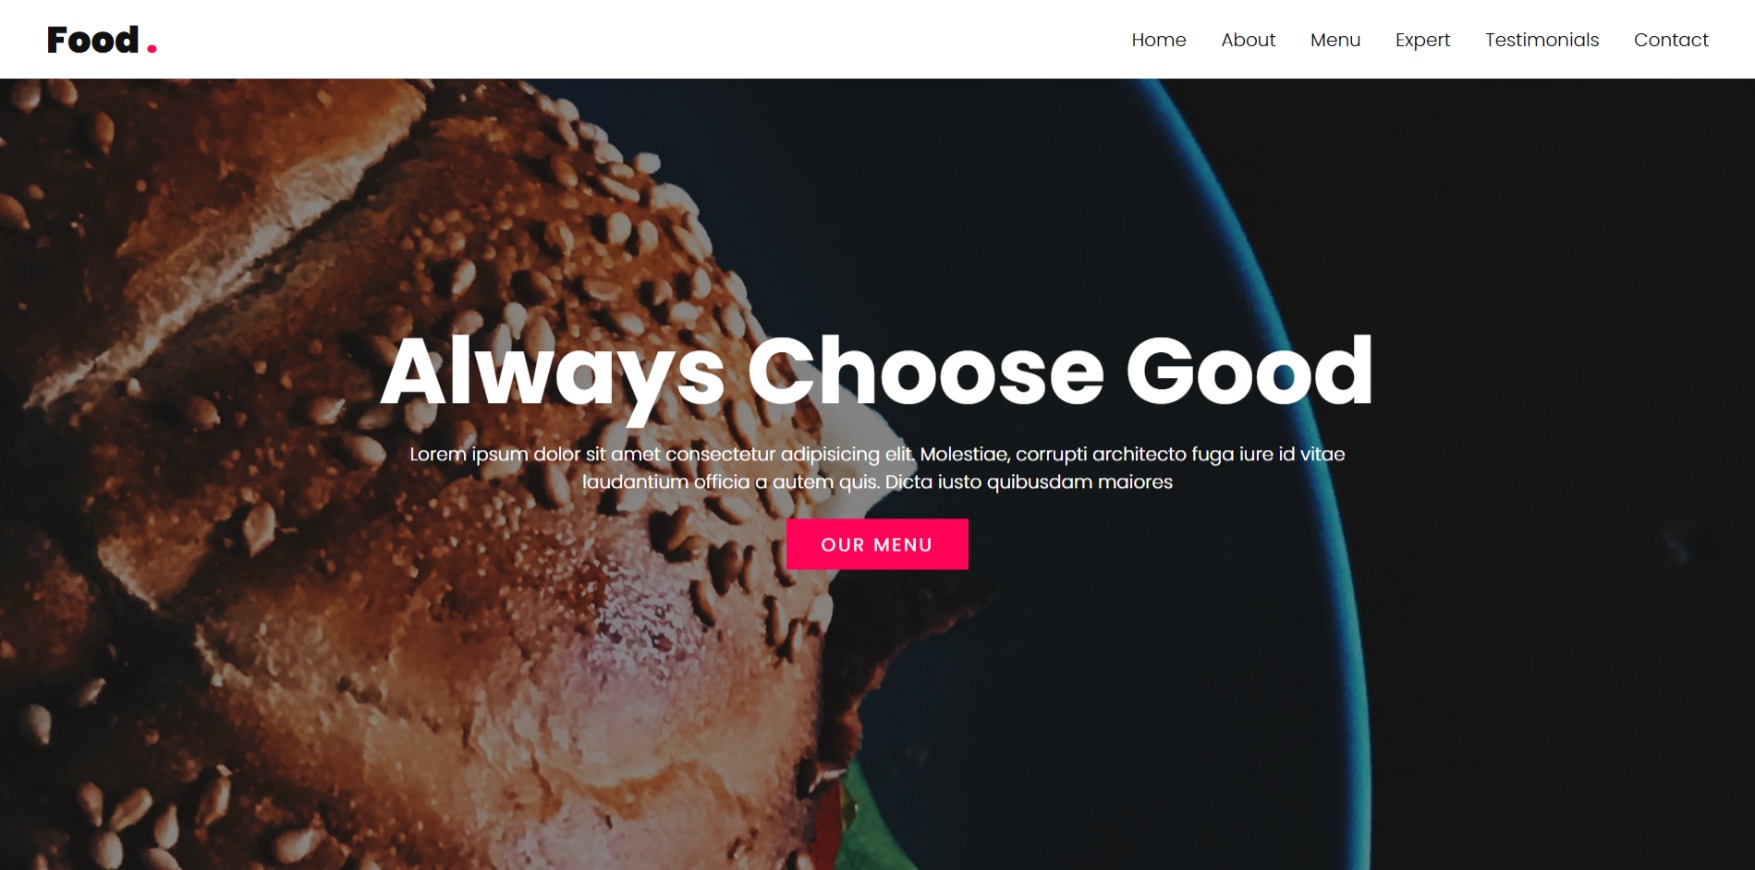 Food .
Home About Menu Expert Testimonials Contact
Always Choose Good
Lorem ipsum dolor sit amet consectetur adipisicing elit. Molestiae, corrupti architecto fuga iure id vitae
laudantium officia a autem quis. Dicta iusto quibusdam maiores
OUR MENU